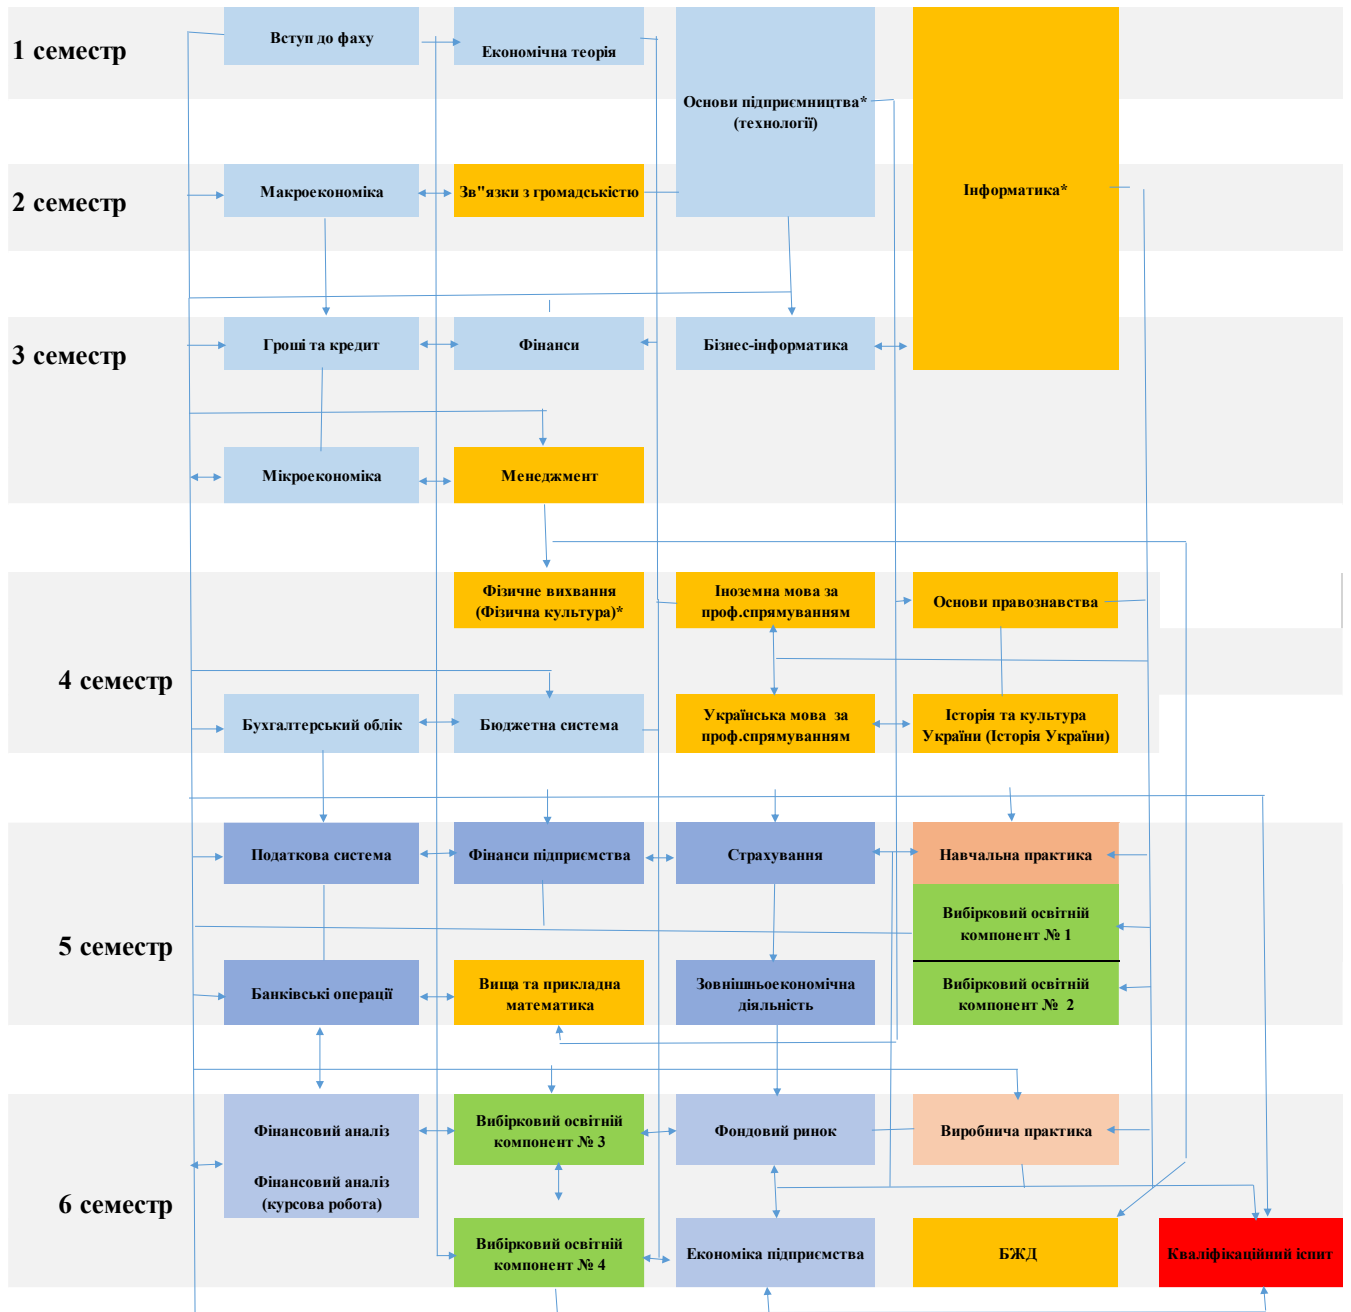 1 семестр
Вступ до фаху
Економічна теорія
Основи підприємництва*
(технології)
Інформатика*
2 семестр
Макроекономіка
Зв"язки з громадськістю
3 семестр
Гроші та кредит
Фінанси
Бізнес-інформатика
Мікроекономіка
Менеджмент
Фізичне вихвання
(Фізична культура)*
Іноземна мова за
проф.спрямуванням
Основи правознавства
4 семестр
Бухгалтерський облік
Бюджетна система
Українська мова за
проф.спрямуванням
Історія та культура
України (Історія України)
Податкова система
Фінанси підприємства
Страхування
Навчальна практика
5 семестр
Вибірковий освітній
компонент № 1
Банківські операції
Вища та прикладна
математика
Зовнішньоекономічна
діяльність
Вибірковий освітній
компонент № 2
Фінансовий аналіз
Вибірковий освітній
компонент № 3
Фондовий ринок
Виробнича практика
6 семестр
Фінансовий аналіз
(курсова робота)
Вибірковий освітній
компонент № 4
Економіка підприємства
БЖД
Кваліфікаційний іспит